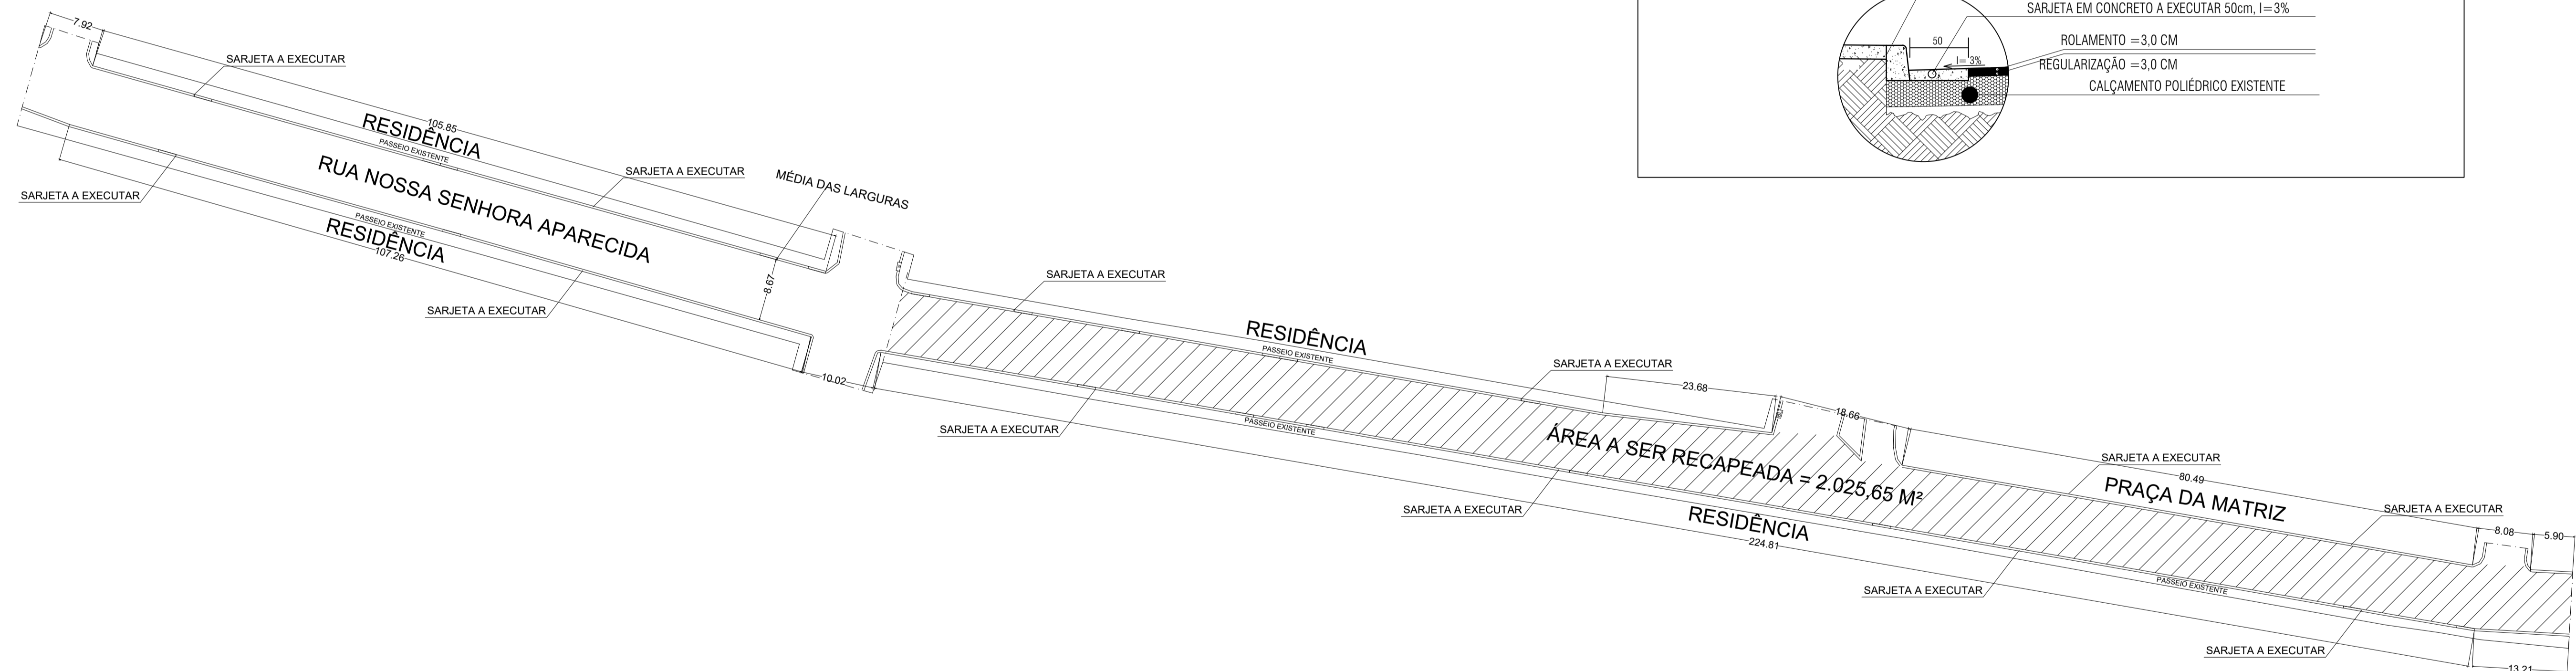 SARJETA EM CONCRETO A EXECUTAR 50cm, I=3%
50
ROLAMENTO =3,0 CM
I= 3%
REGULARIZAÇÃO =3,0 CM
CALÇAMENTO POLIÉDRICO EXISTENTE
7.92
SARJETA A EXECUTAR
105.85
RESIDÊNCIA
PASSEIO EXISTENTE
SARJETA A EXECUTAR
MÉDIA DAS LARGURAS
RUA NOSSA SENHORA APARECIDA
SARJETA A EXECUTAR
PASSEIO EXISTENTE
RESIDÊNCIA
107.26
8.67
SARJETA A EXECUTAR
10.02
SARJETA A EXECUTAR
RESIDÊNCIA
PASSEIO EXISTENTE
SARJETA A EXECUTAR
23.68
18.66
SARJETA A EXECUTAR
PASSEIO EXISTENTE
ÁREA A SER RECAPEADA = 2.025,65 M²
SARJETA A EXECUTAR
80.49
PRAÇA DA MATRIZ
SARJETA A EXECUTAR
SARJETA A EXECUTAR
RESIDÊNCIA
224.81
8.08
5.90
SARJETA A EXECUTAR
PASSEIO EXISTENTE
SARJETA A EXECUTAR
13.21